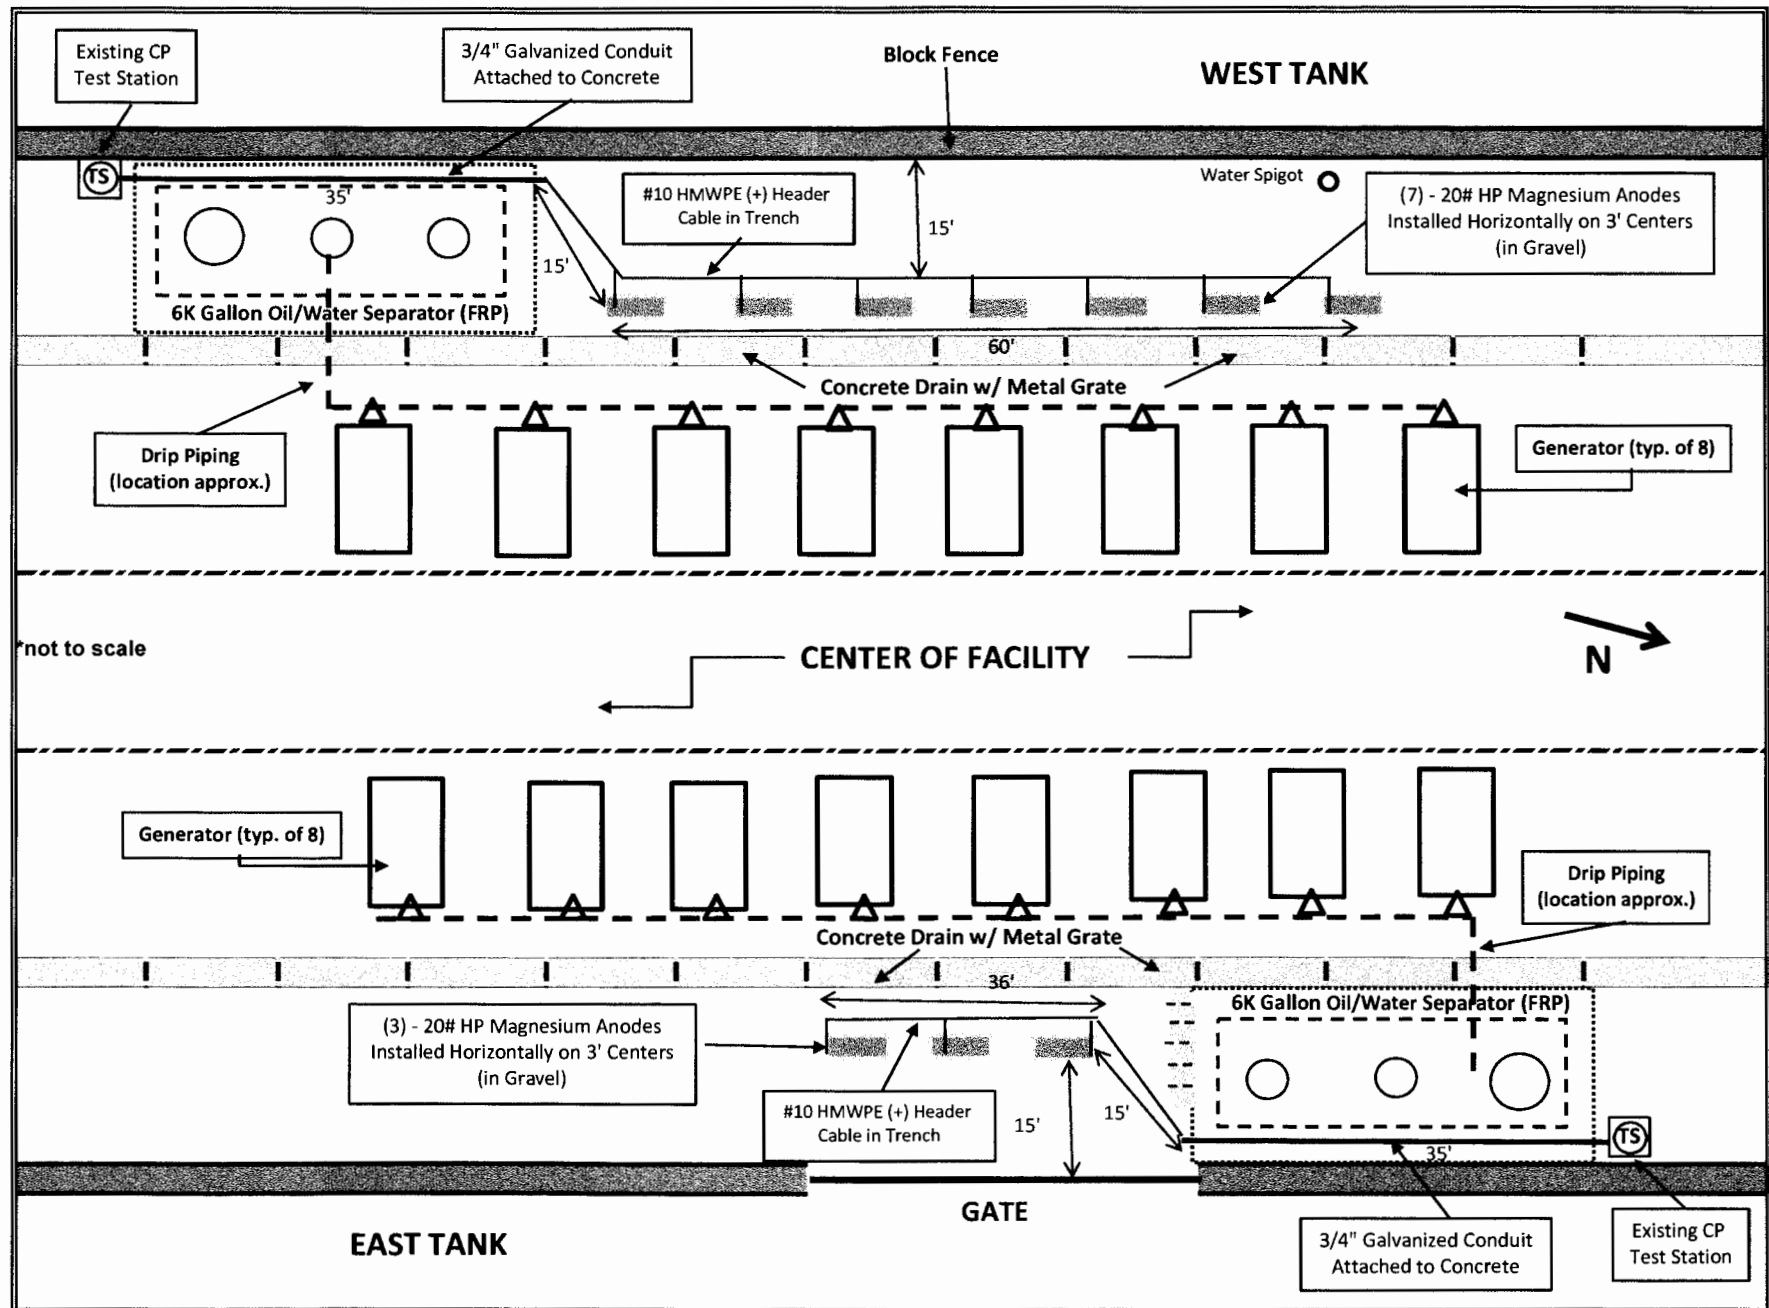 Existing CP
Test Station
3/4" Galvanized Conduit
Attached to Concrete
Block Fence
WEST TANK
TS
35'
#10 HMWPE (+) Header
Cable in Trench
15'
Water Spigot
(7) - 20# HP Magnesium Anodes
Installed Horizontally on 3' Centers
(in Gravel)
15'
6K Gallon Oil/Water Separator (FRP)
60'
Concrete Drain w/ Metal Grate
Drip Piping
(location approx.)
Generator (typ. of 8)
*not to scale
CENTER OF FACILITY
N
Generator (typ. of 8)
Drip Piping
(location approx.)
Concrete Drain w/ Metal Grate
36'
6K Gallon Oil/Water Separator (FRP)
(3) - 20# HP Magnesium Anodes
Installed Horizontally on 3' Centers
(in Gravel)
#10 HMWPE (+) Header
Cable in Trench
15'
15'
TS
35'
GATE
EAST TANK
3/4" Galvanized Conduit
Attached to Concrete
Existing CP
Test Station